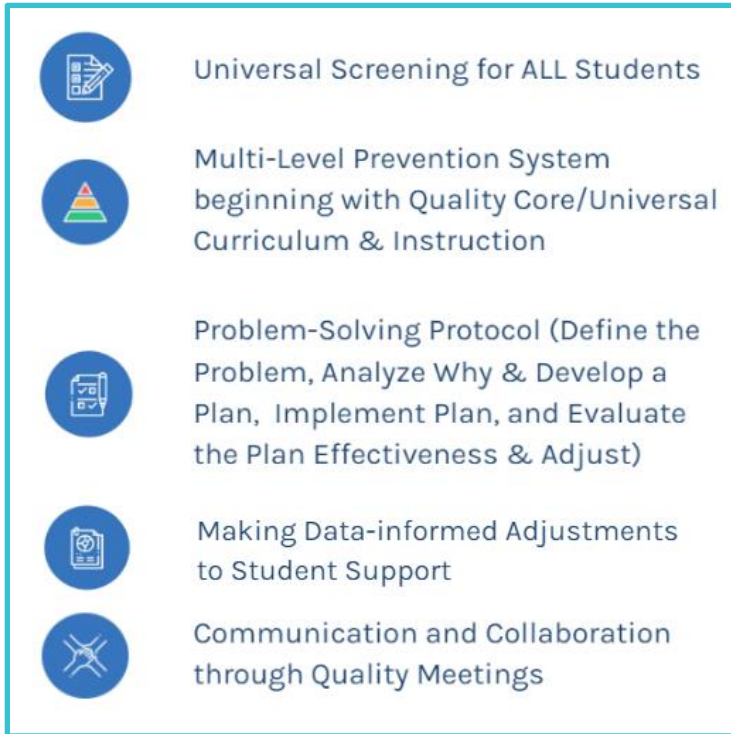 Universal Screening for ALL Students
Multi-Level Prevention System
beginning with Quality Core/Universal
Curriculum & Instruction
Problem-Solving Protocol (Define the
Problem, Analyze Why & Develop a
Plan, Implement Plan, and Evaluate
the Plan Effectiveness & Adjust)
Making Data-informed Adjustments
to Student Support
Communication and Collaboration
through Quality Meetings